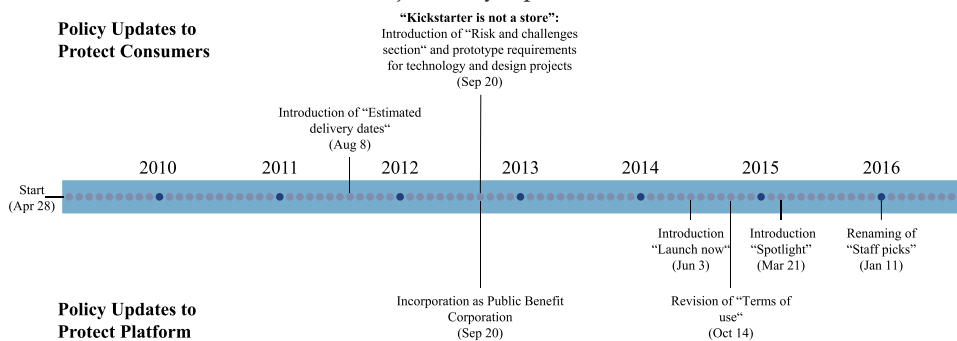 “Kickstarter is not a store”:
Policy Updates to
Protect Consumers
Introduction of “Risk and challenges
section“ and prototype requirements
for technology and design projects
(Sep 20)
Introduction of “Estimated
delivery dates“
(Aug 8)
2010 2011 2012 2013 2014 2015 2016
Start
(Apr 28)
Introduction
“Launch now“
(Jun 3)
Introduction
“Spotlight”
(Mar 21)
Renaming of
“Staff picks”
(Jan 11)
Policy Updates to
Protect Platform
Incorporation as Public Benefit
Corporation
(Sep 20)
Revision of “Terms of
use“
(Oct 14)